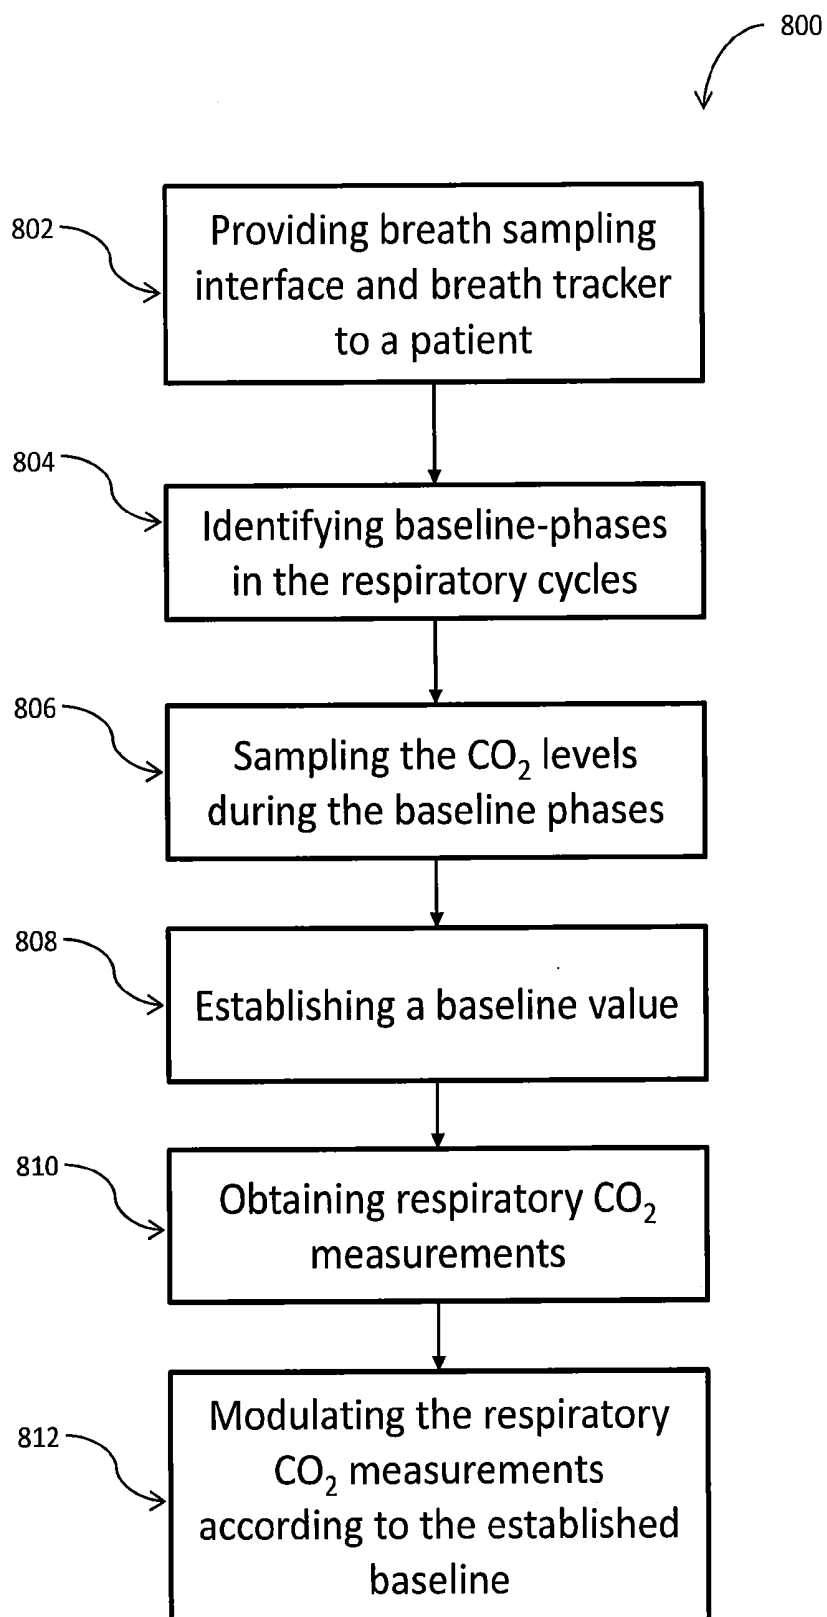 800
802
Providing breath sampling
interface and breath tracker
to a patient
804
Identifying baseline-phases
in the respiratory cycles
806
Sampling the CO₂ levels
during the baseline phases
808
Establishing a baseline value
810
Obtaining respiratory CO₂
measurements
812
Modulating the respiratory
CO₂ measurements
according to the established
baseline